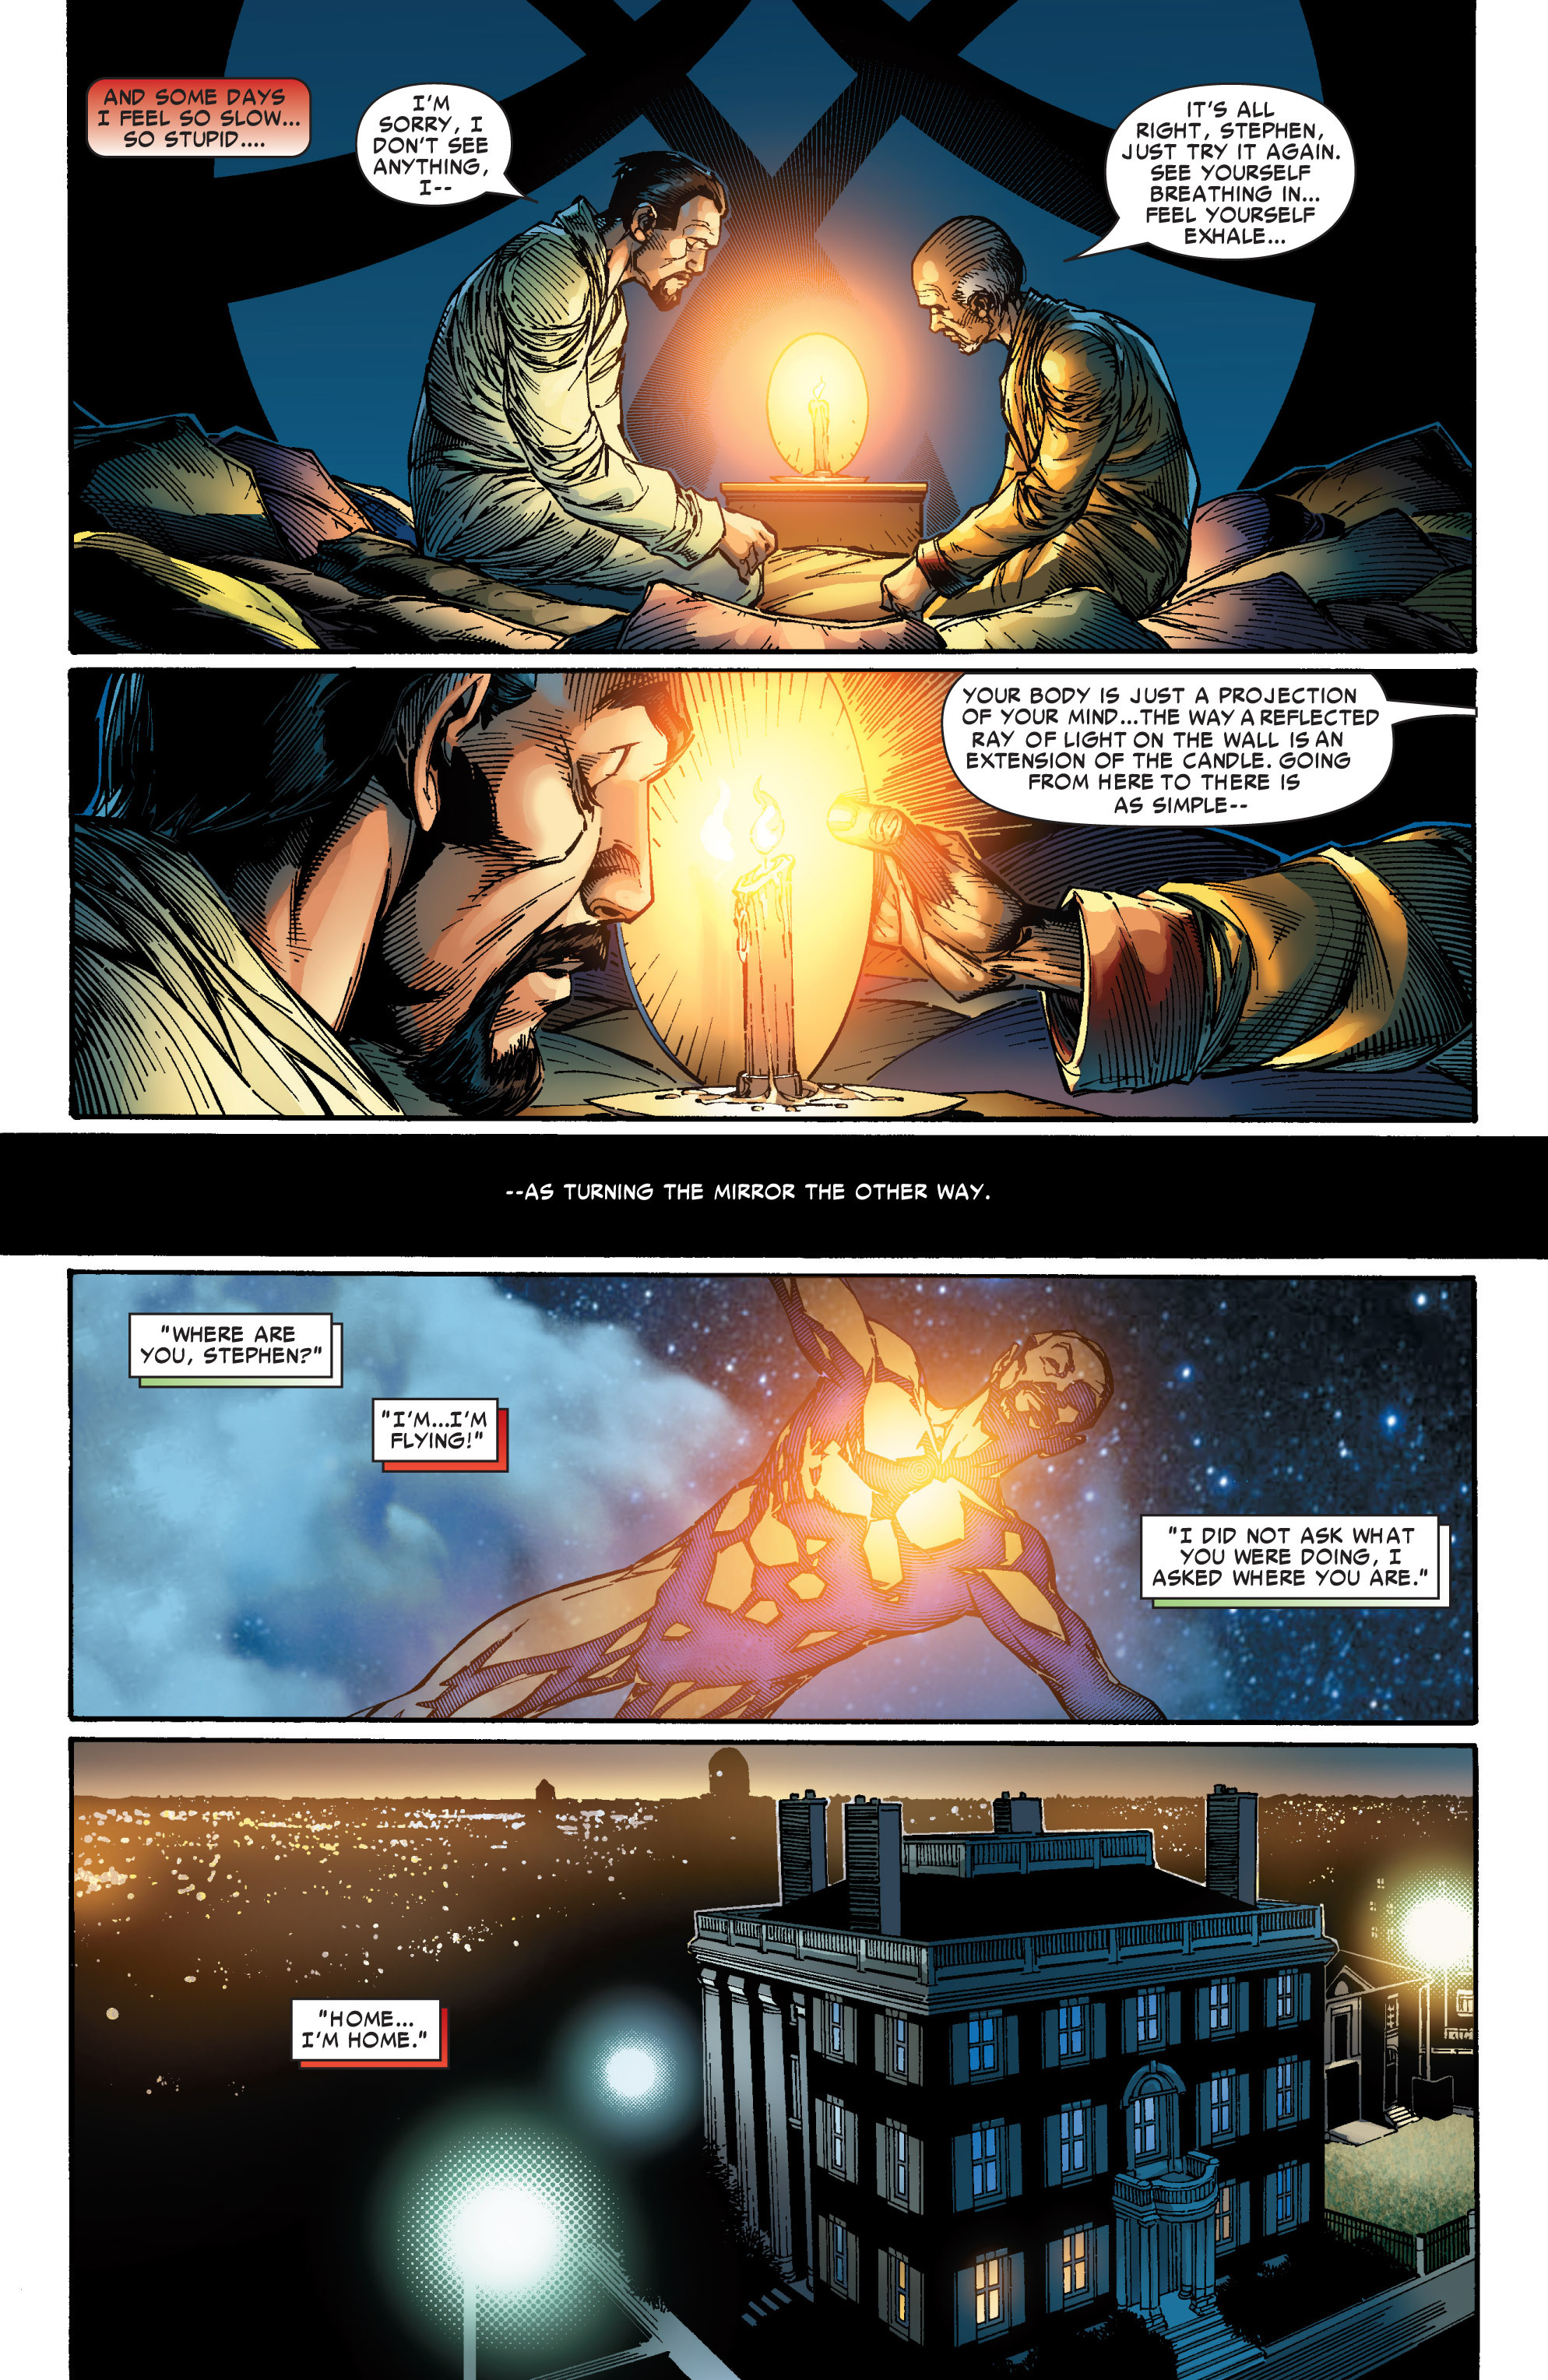 AND SOME DAYS
I FEEL SO SLOW...
SO STUPID....
I'M
SORRY, I
DON'T SEE
ANYTHING,
I--
IT'S ALL
RIGHT, STEPHEN,
JUST TRY IT AGAIN.
SEE YOURSELF
BREATHING IN...
FEEL YOURSELF
EXHALE...
YOUR BODY IS JUST A PROJECTION
OF YOUR MIND...THE WAY A REFLECTED
RAY OF LIGHT ON THE WALL IS AN
EXTENSION OF THE CANDLE. GOING
FROM HERE TO THERE IS
AS SIMPLE--
--AS TURNING THE MIRROR THE OTHER WAY.
"WHERE ARE
YOU, STEPHEN?"
"I'M...I'M
FLYING!"
"I DID NOT ASK WHAT
YOU WERE DOING, I
ASKED WHERE YOU ARE."
"HOME...
I'M HOME."